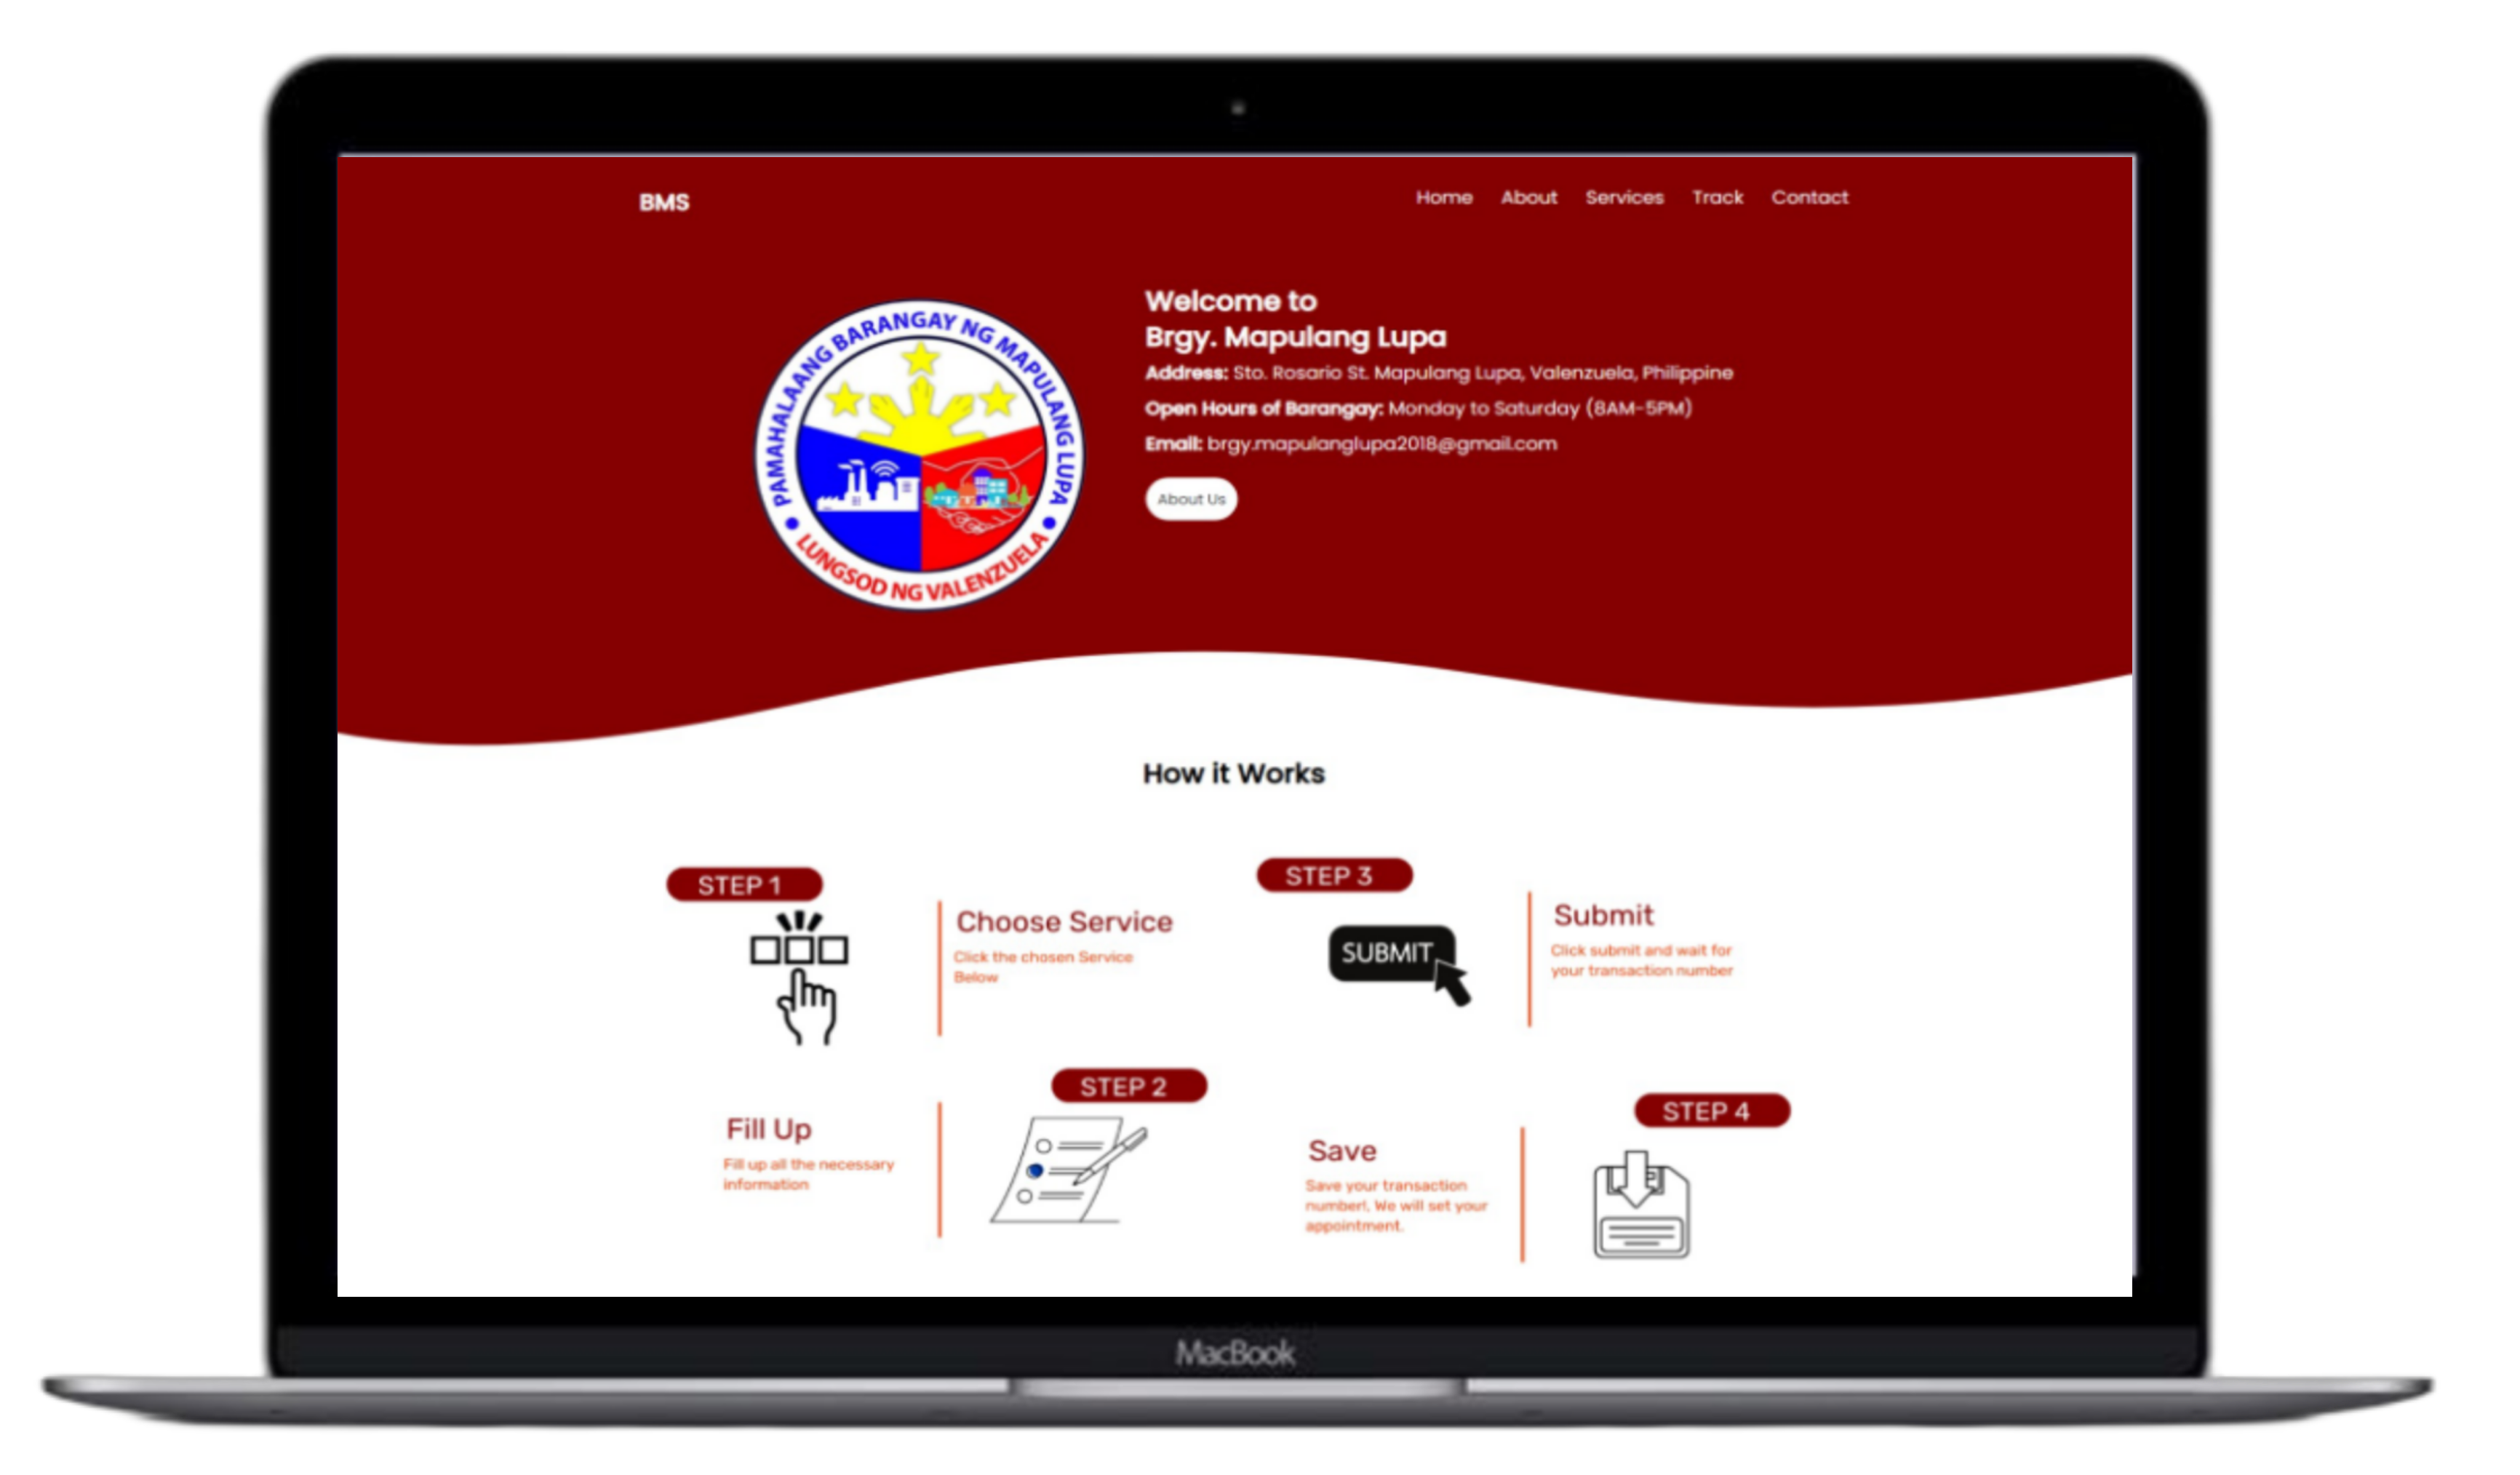 BMS
Home About Services Track Contact
PAMAHALAANG BARANGAY NG MAPULANG LUPA
LUNGSOD NG VALENZUELA
Welcome to
Brgy. Mapulang Lupa
Address: Sto. Rosario St. Mapulang Lupa, Valenzuela, Philippine
Open Hours of Barangay: Monday to Saturday (8AM-5PM)
Email: brgy.mapulanglupa2018@gmail.com
About Us
How it Works
STEP 1
Choose Service
Click the chosen Service
Below
STEP 2
Fill Up
Fill up all the necessary
information
STEP 3
SUBMIT
Submit
Click submit and wait for
your transaction number
STEP 4
Save
Save your transaction
number!, We will set your
appointment.
MacBook